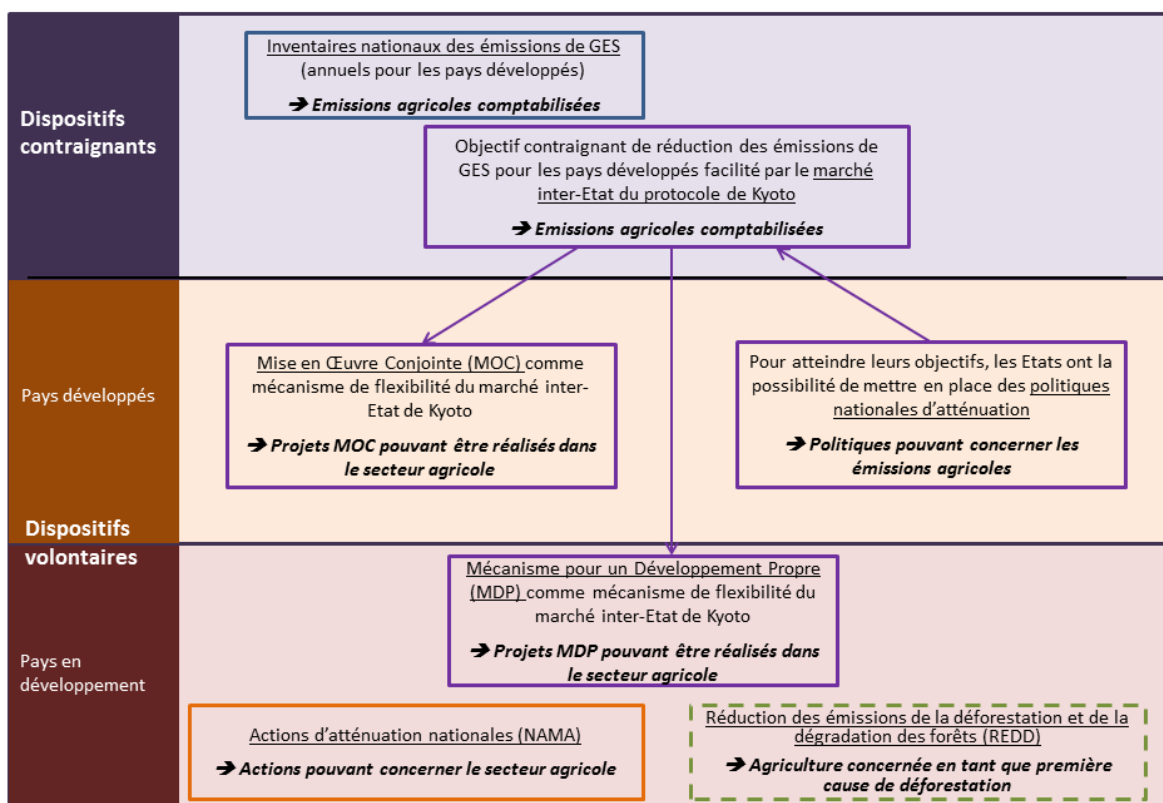 Dispositifs
contraignants
Inventaires nationaux des émissions de GES
(annuels pour les pays développés)
➔ Emissions agricoles comptabilisées
Objectif contraignant de réduction des émissions de
GES pour les pays développés facilité par le marché
inter-Etat du protocole de Kyoto
➔ Emissions agricoles comptabilisées
Pays développés
Mise en Œuvre Conjointe (MOC) comme
mécanisme de flexibilité du marché inter-
Etat de Kyoto
➔ Projets MOC pouvant être réalisés dans
le secteur agricole
Pour atteindre leurs objectifs, les Etats ont la
possibilité de mettre en place des politiques
nationales d’atténuation
➔ Politiques pouvant concerner les
émissions agricoles
Dispositifs
volontaires
Pays en
développement
Mécanisme pour un Développement Propre
(MDP) comme mécanisme de flexibilité du
marché inter-Etat de Kyoto
➔ Projets MDP pouvant être réalisés dans
le secteur agricole
Actions d’atténuation nationales (NAMA)
➔ Actions pouvant concerner le secteur agricole
Réduction des émissions de la déforestation et de la
dégradation des forêts (REDD)
➔ Agriculture concernée en tant que première
cause de déforestation